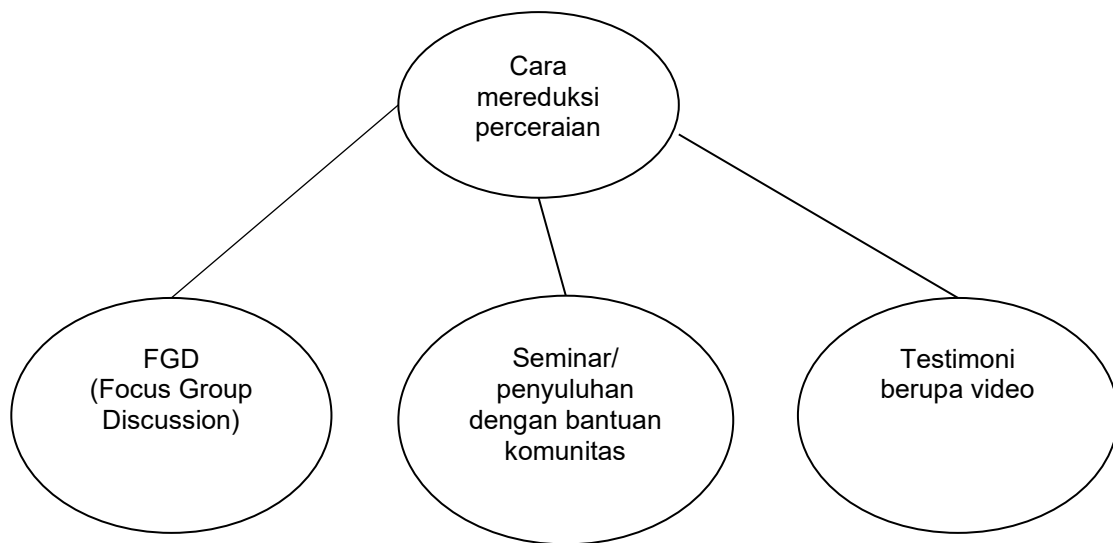 Cara
mereduksi
perceraian
FGD
(Focus Group
Discussion)
Seminar/
penyuluhan
dengan bantuan
komunitas
Testimoni
berupa video